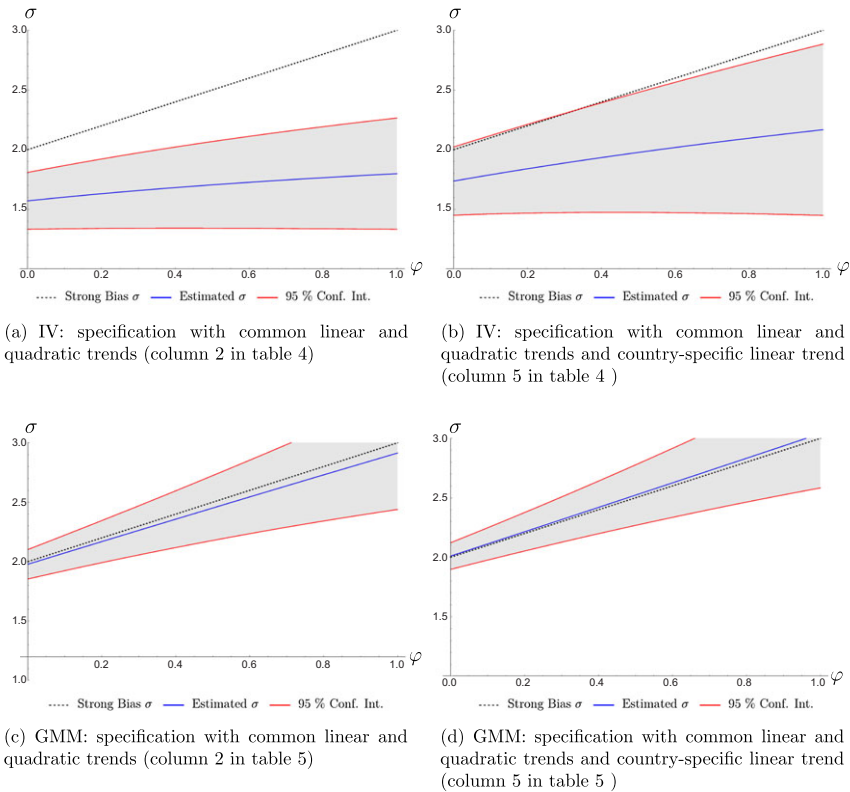 σ
3.0
2.5
2.0
1.5
0.0 0.2 0.4 0.6 0.8 1.0 φ
Strong Bias σ Estimated σ 95 % Conf. Int.
(a) IV: specification with common linear and
quadratic trends (column 2 in table 4)
σ
3.0
2.5
2.0
1.5
0.0 0.2 0.4 0.6 0.8 1.0 φ
Strong Bias σ Estimated σ 95 % Conf. Int.
(b) IV: specification with common linear and
quadratic trends and country-specific linear trend
(column 5 in table 4 )
σ
3.0
2.5
2.0
1.5
1.0
0.2 0.4 0.6 0.8 1.0 φ
Strong Bias σ Estimated σ 95 % Conf. Int.
(c) GMM: specification with common linear and
quadratic trends (column 2 in table 5)
σ
3.0
2.5
2.0
1.5
0.0 0.2 0.4 0.6 0.8 1.0 φ
Strong Bias σ Estimated σ 95 % Conf. Int.
(d) GMM: specification with common linear and
quadratic trends and country-specific linear trend
(column 5 in table 5 )